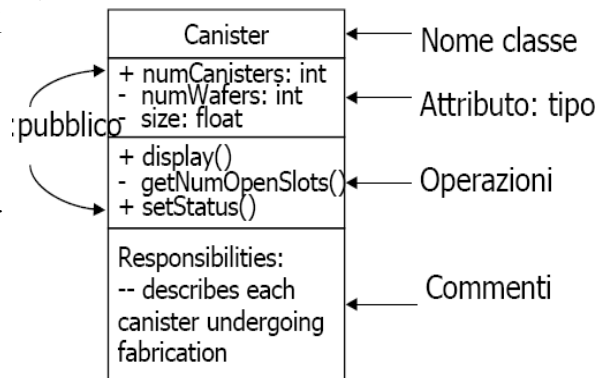 Canister
Nome classe
+ numCanisters: int
- numWafers: int
- size: float
Attributo: tipo
:pubblico
+ display()
- getNumOpenSlots()
+ setStatus()
Operazioni
Responsibilities:
-- describes each
canister undergoing
fabrication
Commenti